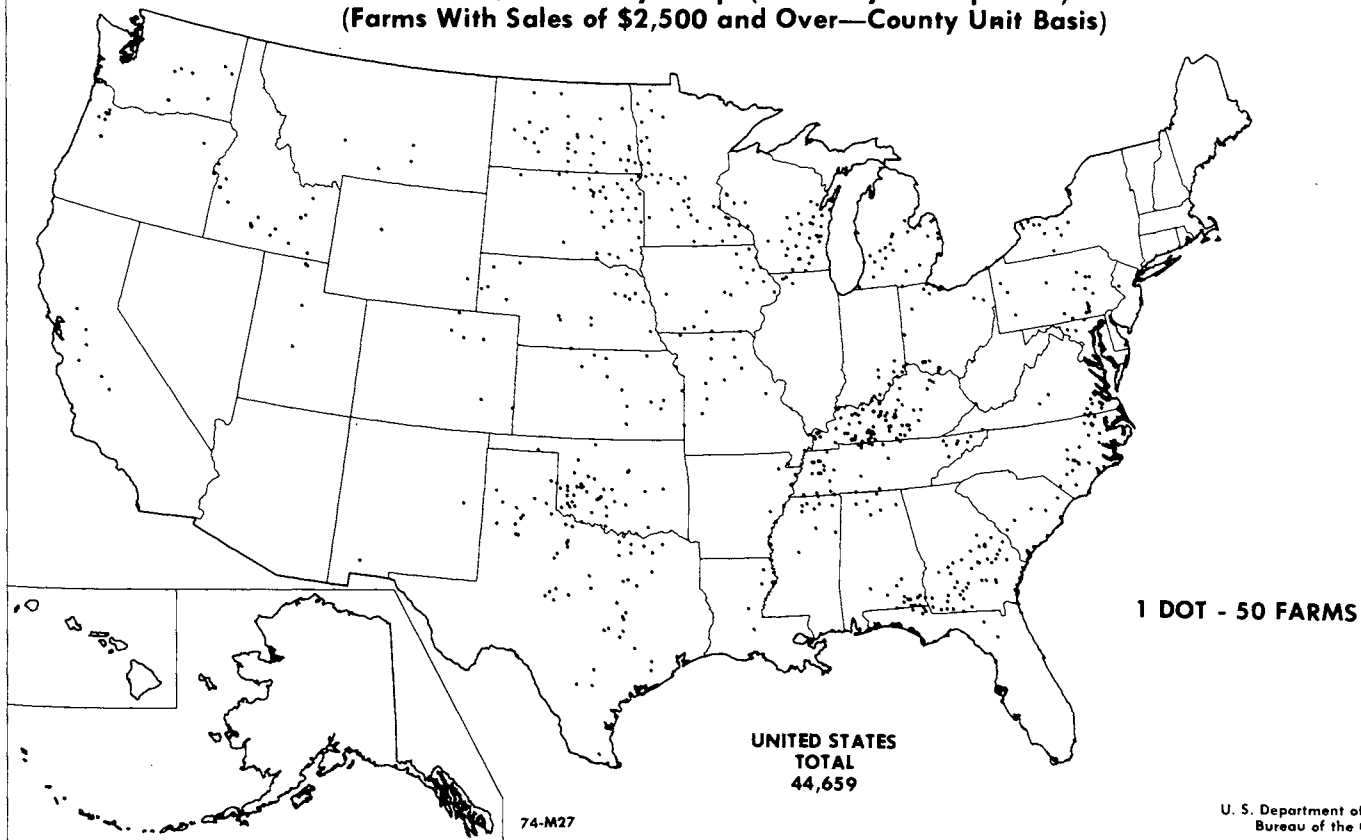 (Farms With Sales of $2,500 and Over—County Unit Basis)
1 DOT - 50 FARMS
UNITED STATES
TOTAL
44,659
74-M27
U. S. Department of
Bureau of the